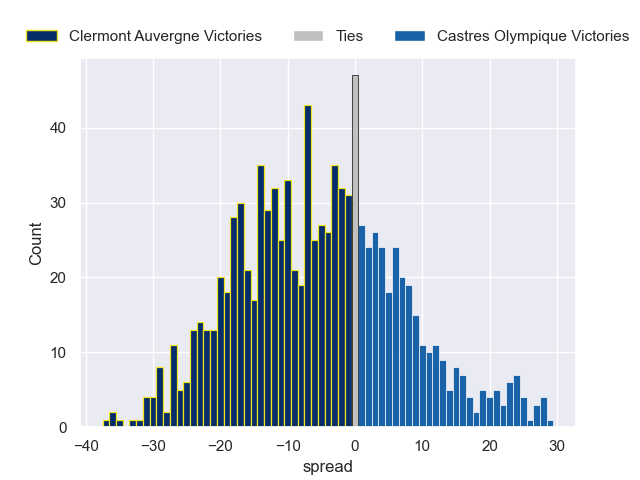 Clermont Auvergne Victories Ties Castres Olympique Victories
40
30
20
10
0
Count
−40 −30 −20 −10 0 10 20 30
spread